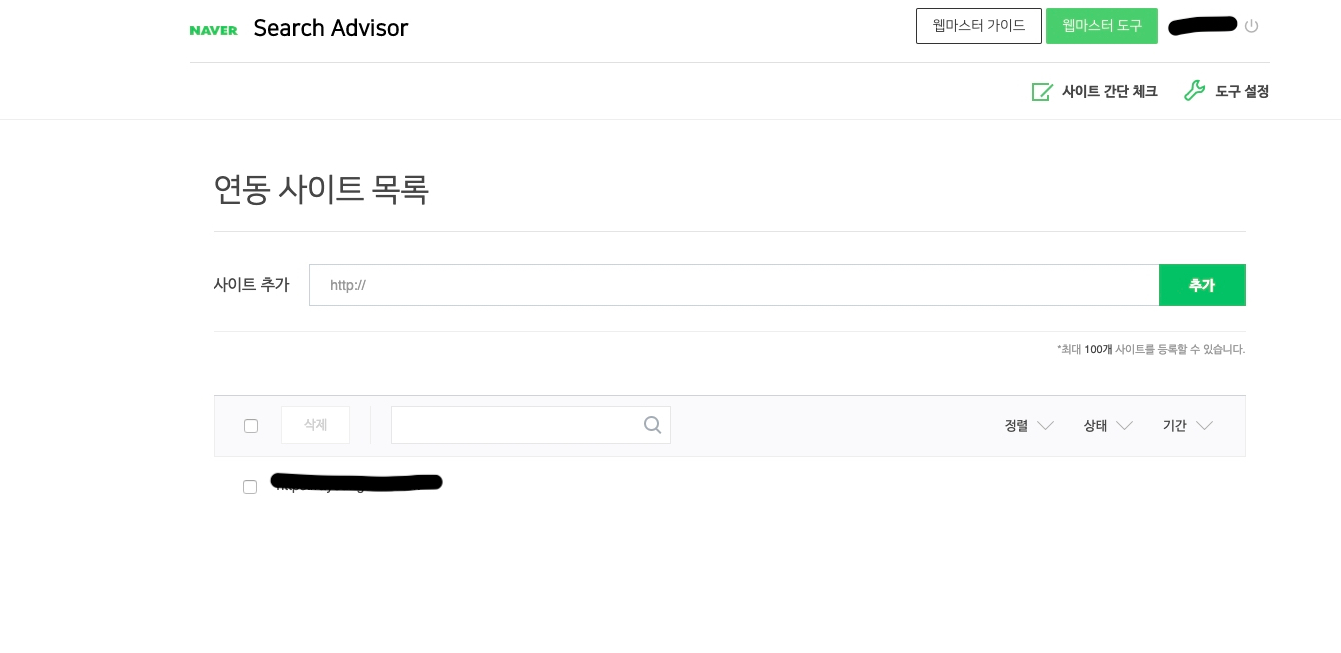 NAVER Search Advisor
웹마스터 가이드
웹마스터 도구
사이트 간단 체크
도구 설정
연동 사이트 목록
사이트 추가
http://
추가
*최대 100개 사이트를 등록할 수 있습니다.
삭제
정렬
상태
기간